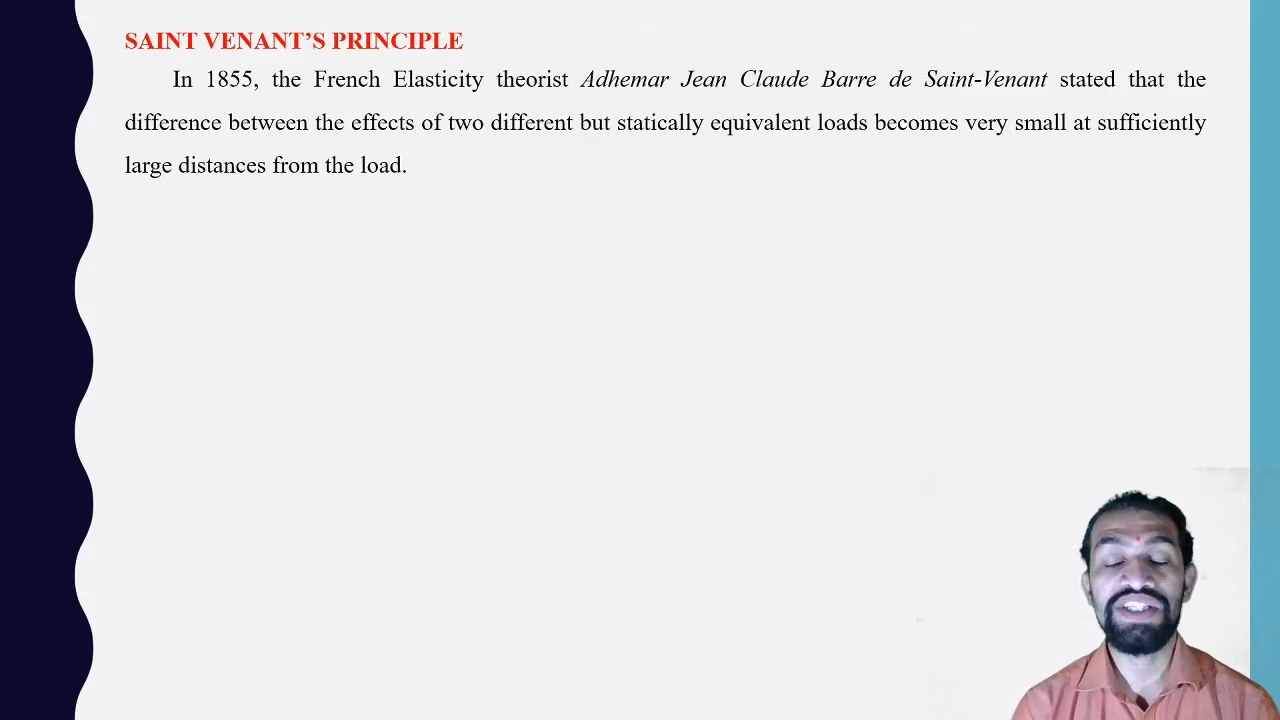 SAINT VENANT’S PRINCIPLE
In 1855, the French Elasticity theorist Adhemar Jean Claude Barre de Saint-Venant stated that the
difference between the effects of two different but statically equivalent loads becomes very small at sufficiently
large distances from the load.